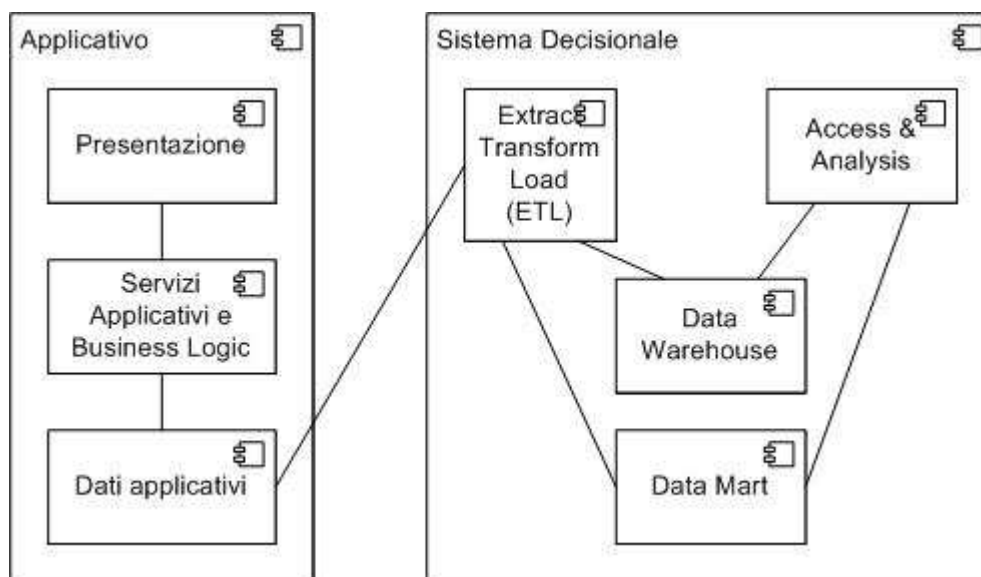 Applicativo
Presentazione
Servizi
Applicativi e
Business Logic
Dati applicativi
Sistema Decisionale
Extract
Transform
Load
(ETL)
Access &
Analysis
Data
Warehouse
Data Mart